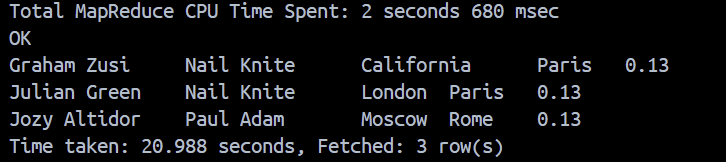 Total MapReduce CPU Time Spent: 2 seconds 680 msec
OK
Graham Zusi	Nail Knite	California	Paris	0.13
Julian Green	Nail Knite	London	Paris	0.13
Jozy Altidor	Paul Adam	Moscow	Rome	0.13
Time taken: 20.988 seconds, Fetched: 3 row(s)